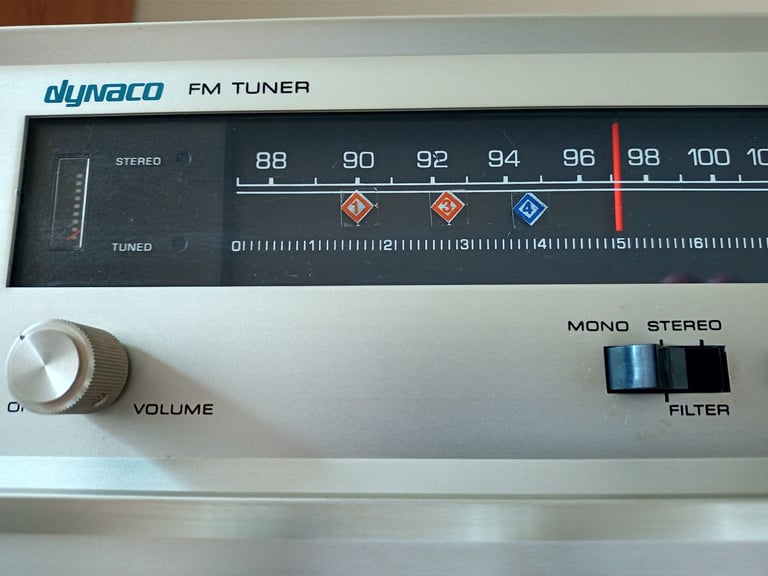 dynaco FM TUNER
STEREO
88 90 92 94 96 98 100 10
1 3 4
TUNED
0 1 2 3 4 5 6
MONO STEREO
VOLUME
FILTER